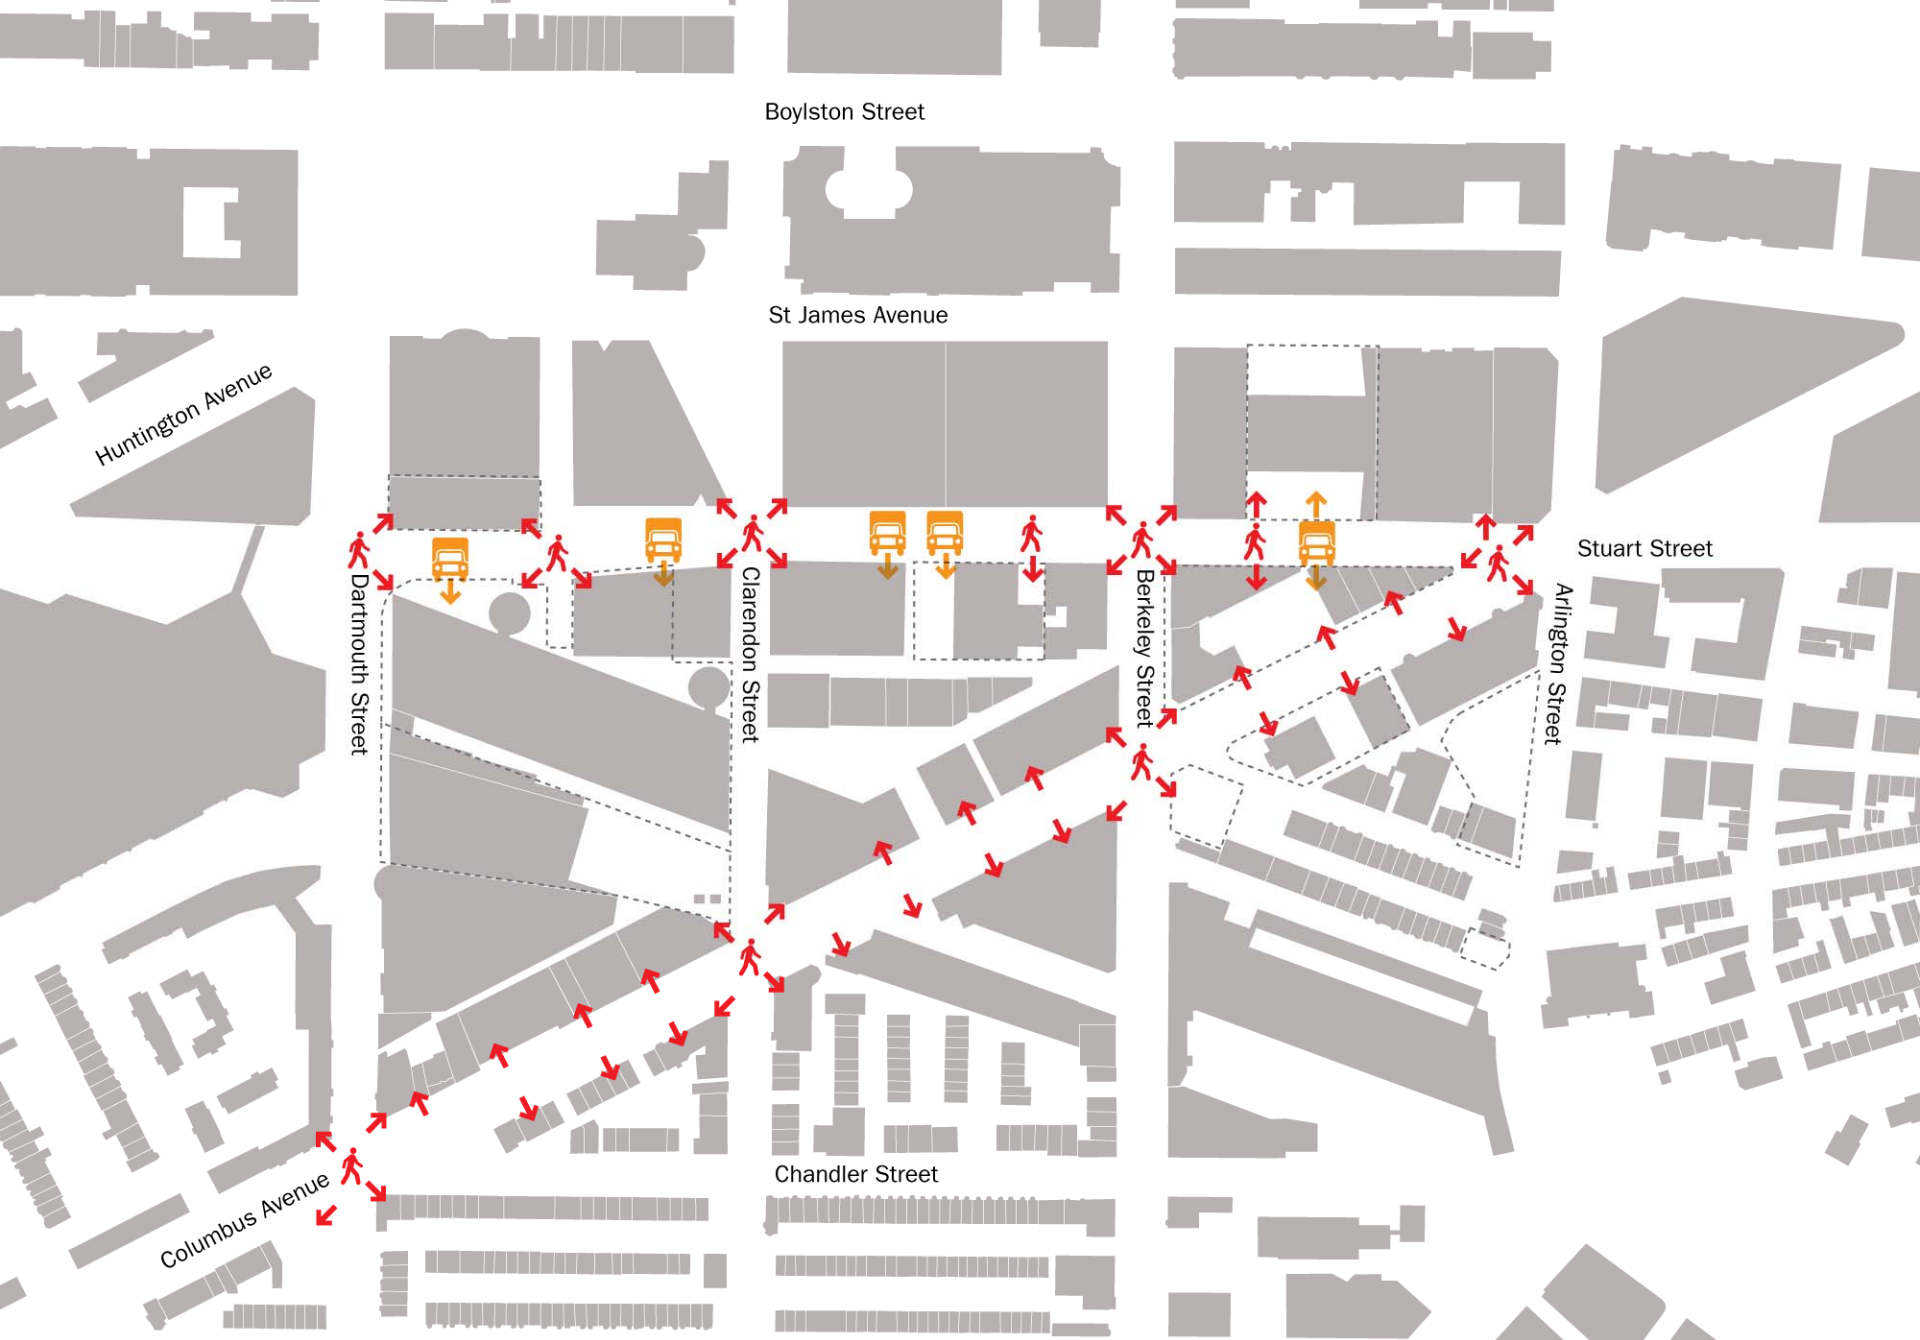 Boylston Street
St James Avenue
Huntington Avenue
Stuart Street
Dartmouth Street
Clarendon Street
Berkeley Street
Arlington Street
Chandler Street
Columbus Avenue